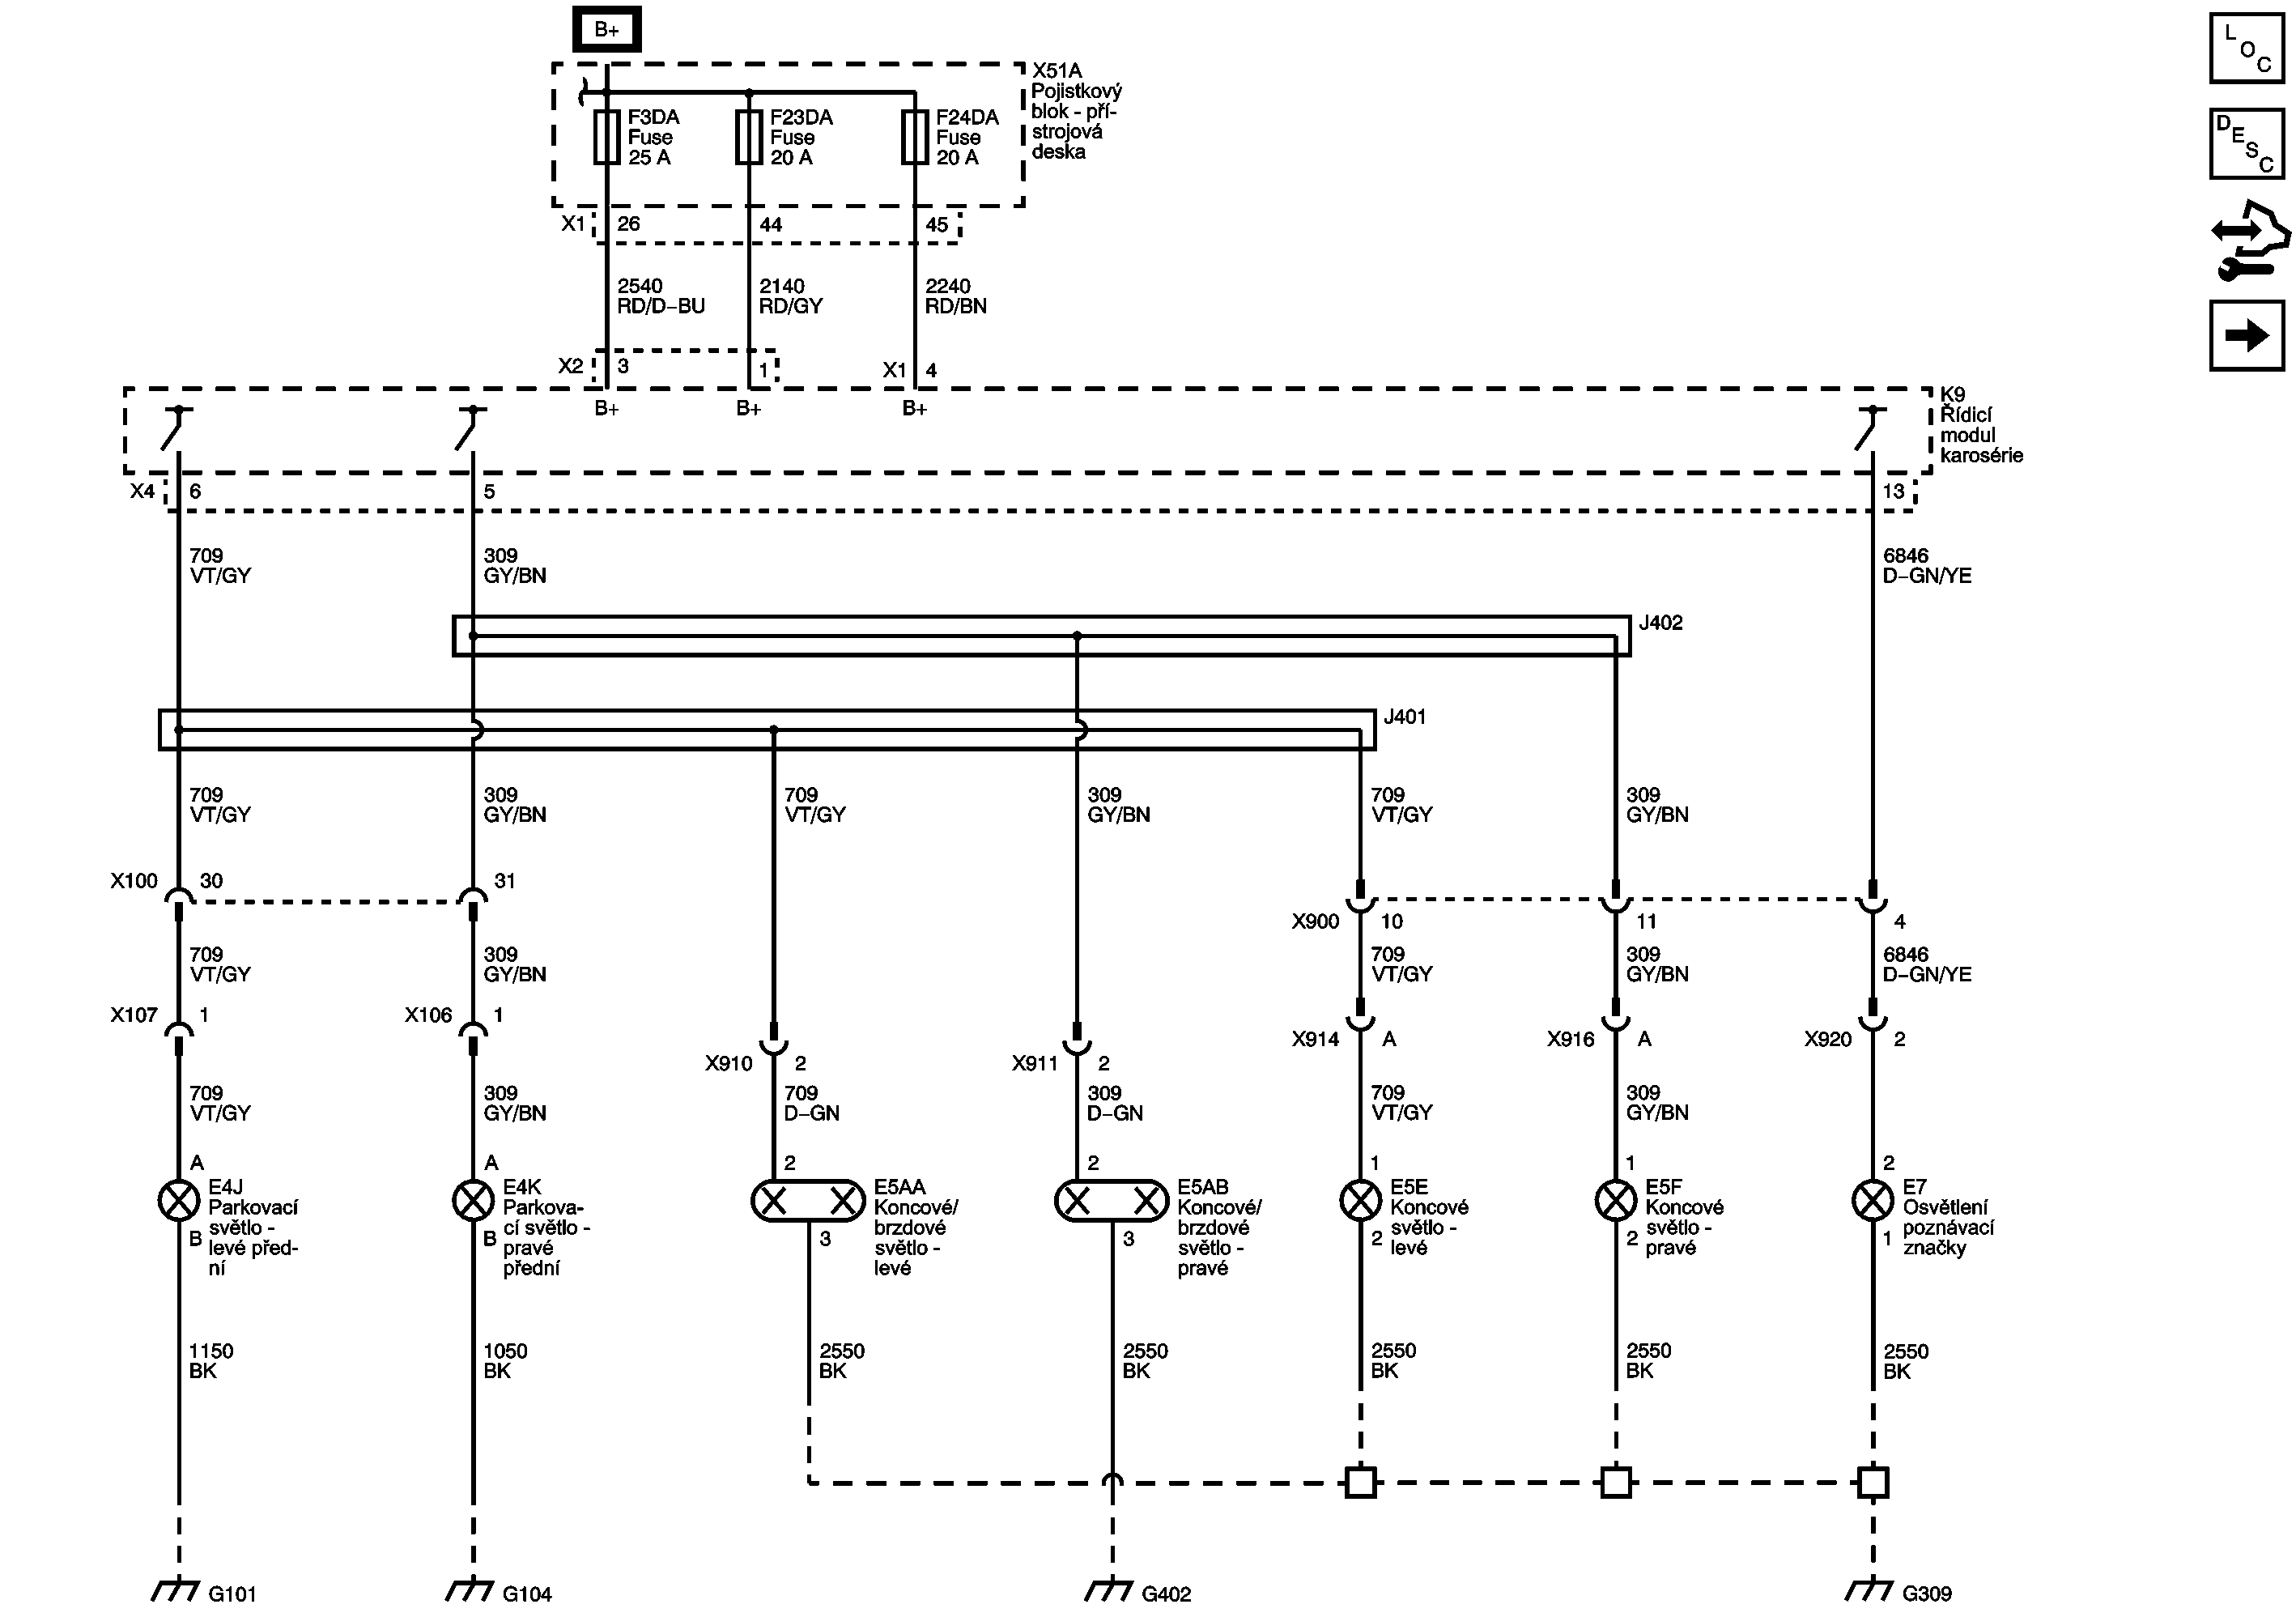 B+
X51A
Pojistkový
blok - pří-
strojová
deska
F3DA
Fuse
25 A
F23DA
Fuse
20 A
F24DA
Fuse
20 A
X1 26 44 45
2540
RD/D-BU
2140
RD/GY
2240
RD/BN
X2 3 1 X1 4
B+ B+ B+
K9
Řídicí
modul
karosérie
X4 6 5 13
709
VT/GY
309
GY/BN
6846
D-GN/YE
J402
J401
709
VT/GY
309
GY/BN
709
VT/GY
309
GY/BN
709
VT/GY
309
GY/BN
X100 30 31
X900 10 11 4
709
VT/GY
309
GY/BN
709
VT/GY
309
GY/BN
6846
D-GN/YE
X107 1 X106 1
X910 2 X911 2
X914 A X916 A X920 2
709
VT/GY
309
GY/BN
709
D-GN
309
D-GN
709
VT/GY
309
GY/BN
A A 2 2 1 1 2
E4J
Parkovací
světlo -
levé před-
ní
B
E4K
Parkova-
cí světlo -
pravé
přední
B
E5AA
Koncové/
brzdové
světlo -
levé
3
E5AB
Koncové/
brzdové
světlo -
pravé
3
E5E
Koncové
světlo -
levé
2
E5F
Koncové
světlo -
pravé
2
E7
Osvětlení
poznávací
značky
1
1150
BK
1050
BK
2550
BK
2550
BK
2550
BK
2550
BK
2550
BK
G101 G104 G402 G309
LOC
DESC